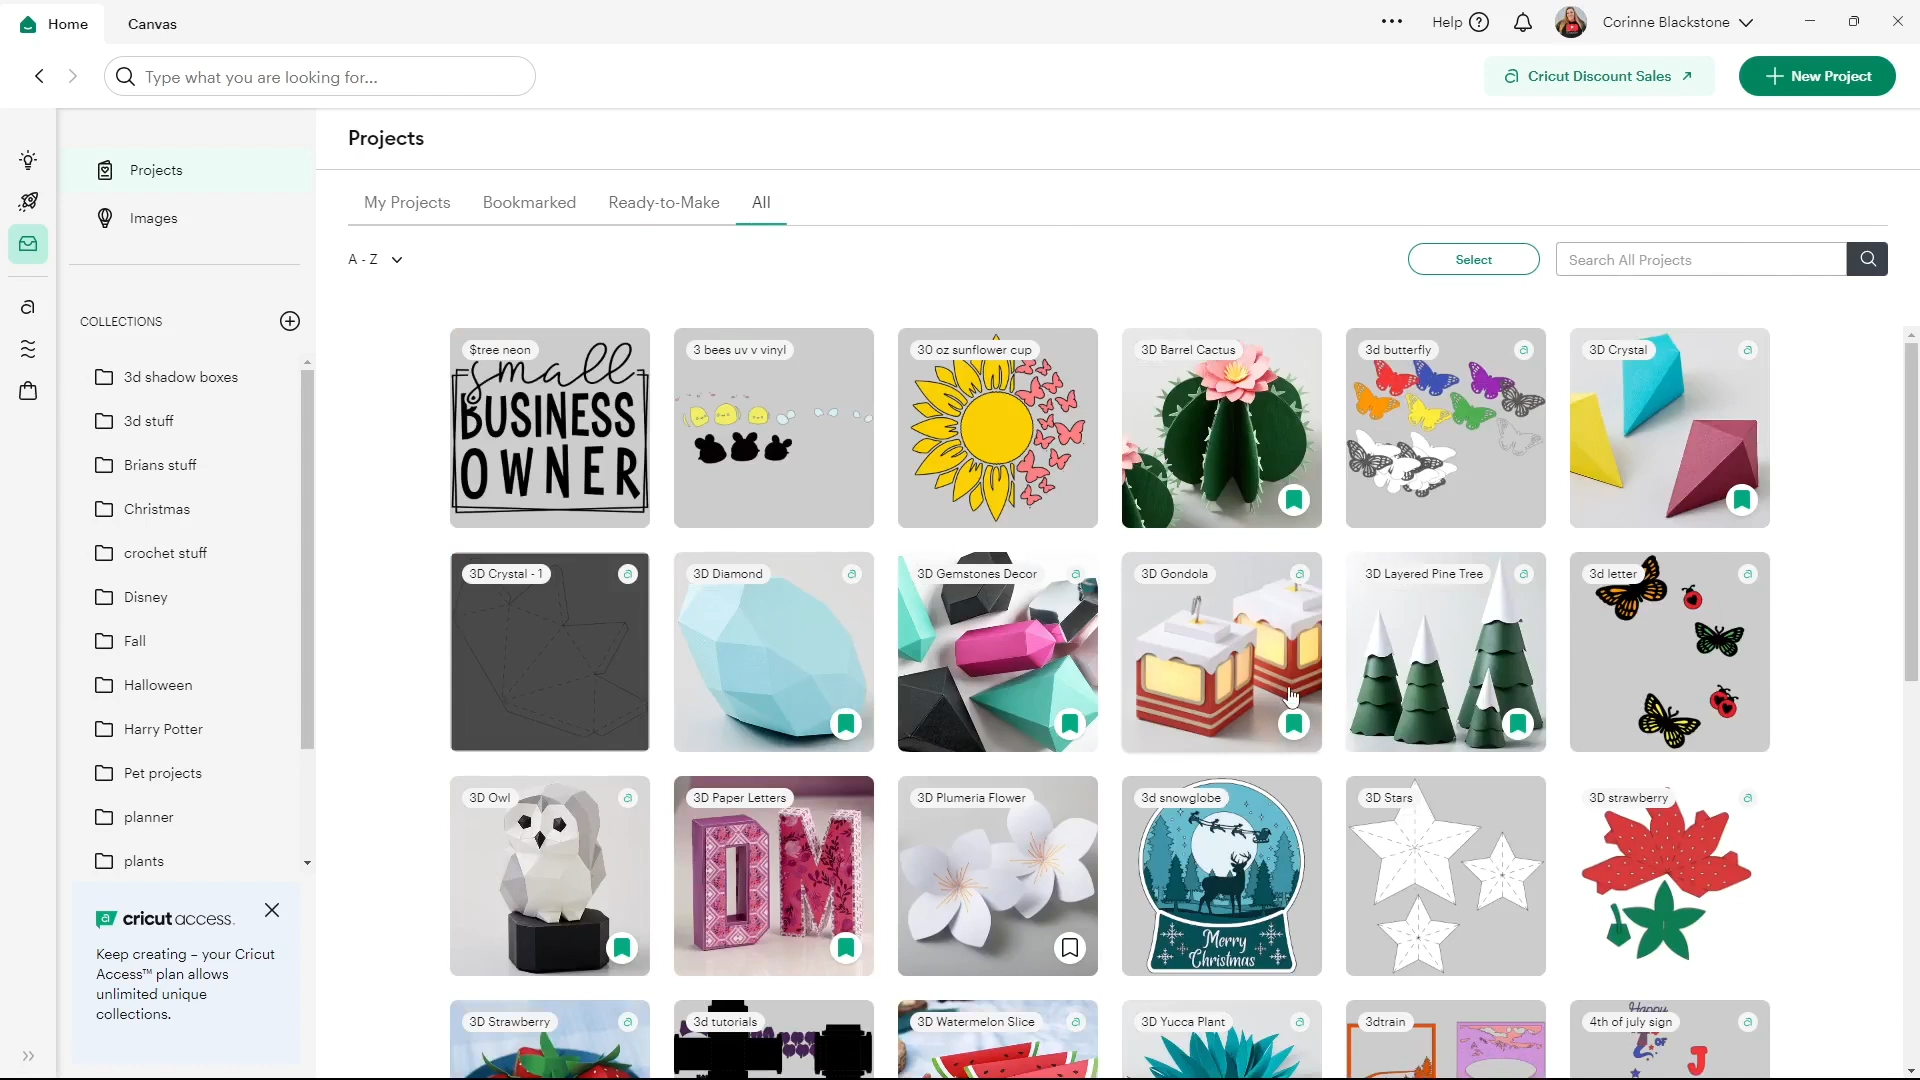 Home
Canvas
Help
Corinne Blackstone
Type what you are looking for...
Cricut Discount Sales
New Project
Projects
Images
COLLECTIONS
3d shadow boxes
3d stuff
Brians stuff
Christmas
crochet stuff
Disney
Fall
Halloween
Harry Potter
Pet projects
planner
plants
cricut access.
Keep creating – your Cricut
Access™ plan allows
unlimited unique
collections.
Projects
My Projects
Bookmarked
Ready-to-Make
All
A - Z
Select
Search All Projects
$tree neon
small
BUSINESS
OWNER
3 bees uv v vinyl
30 oz sunflower cup
3D Barrel Cactus
3d butterfly
3D Crystal
3D Crystal - 1
3D Diamond
3D Gemstones Decor
3D Gondola
3D Layered Pine Tree
3d letter
3D Owl
3D Paper Letters
DM
3D Plumeria Flower
3d snowglobe
Merry
Christmas
3D Stars
3D strawberry
3D Strawberry
3d tutorials
3D Watermelon Slice
3D Yucca Plant
3dtrain
4th of july sign
Happy
OF
J